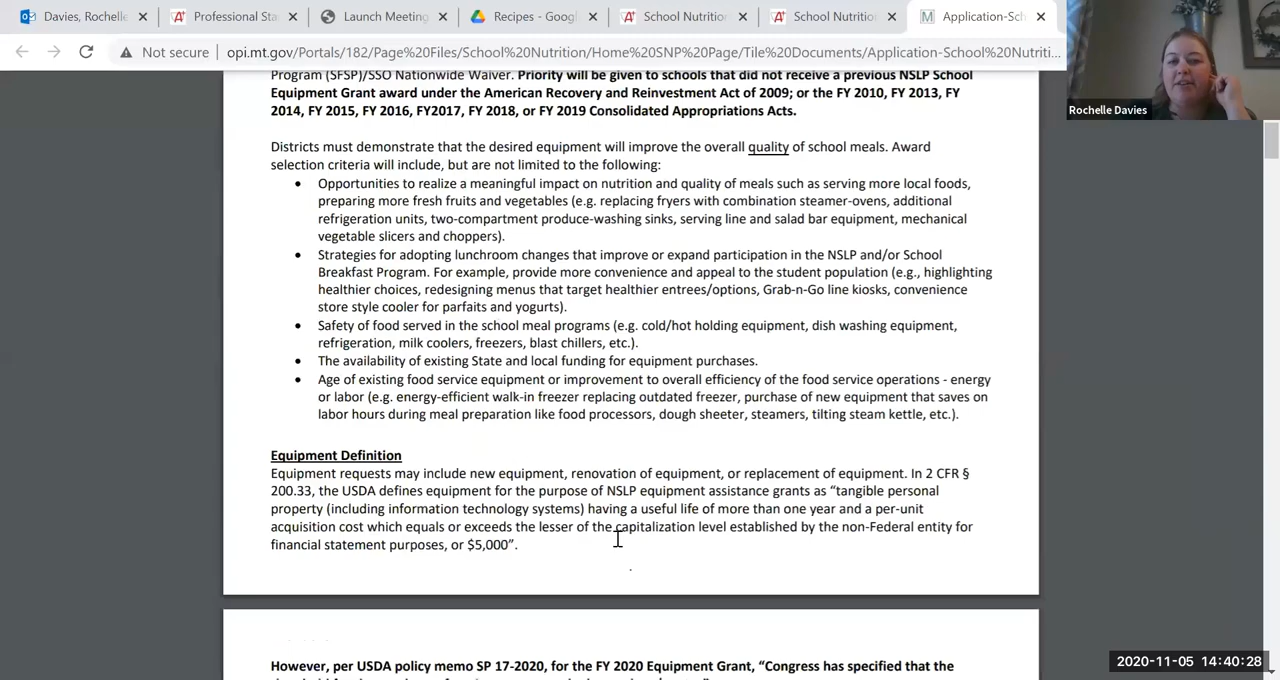 Davies, Rochelle
Professional Sta
Launch Meeting
Recipes - Googl
School Nutritio
School Nutritio
Application-Sch
Not secure
opi.mt.gov/Portals/182/Page%20Files/School%20Nutrition/Home%20SNP%20Page/Tile%20Documents/Application-School%20Nutriti...
Rochelle Davies
Program (SFSP)/SSO Nationwide Waiver. Priority will be given to schools that did not receive a previous NSLP School
Equipment Grant award under the American Recovery and Reinvestment Act of 2009; or the FY 2010, FY 2013, FY
2014, FY 2015, FY 2016, FY2017, FY 2018, or FY 2019 Consolidated Appropriations Acts.
Districts must demonstrate that the desired equipment will improve the overall quality of school meals. Award
selection criteria will include, but are not limited to the following:
• Opportunities to realize a meaningful impact on nutrition and quality of meals such as serving more local foods,
preparing more fresh fruits and vegetables (e.g. replacing fryers with combination steamer-ovens, additional
refrigeration units, two-compartment produce-washing sinks, serving line and salad bar equipment, mechanical
vegetable slicers and choppers).
• Strategies for adopting lunchroom changes that improve or expand participation in the NSLP and/or School
Breakfast Program. For example, provide more convenience and appeal to the student population (e.g., highlighting
healthier choices, redesigning menus that target healthier entrees/options, Grab-n-Go line kiosks, convenience
store style cooler for parfaits and yogurts).
• Safety of food served in the school meal programs (e.g. cold/hot holding equipment, dish washing equipment,
refrigeration, milk coolers, freezers, blast chillers, etc.).
• The availability of existing State and local funding for equipment purchases.
• Age of existing food service equipment or improvement to overall efficiency of the food service operations - energy
or labor (e.g. energy-efficient walk-in freezer replacing outdated freezer, purchase of new equipment that saves on
labor hours during meal preparation like food processors, dough sheeter, steamers, tilting steam kettle, etc.).
Equipment Definition
Equipment requests may include new equipment, renovation of equipment, or replacement of equipment. In 2 CFR §
200.33, the USDA defines equipment for the purpose of NSLP equipment assistance grants as "tangible personal
property (including information technology systems) having a useful life of more than one year and a per-unit
acquisition cost which equals or exceeds the lesser of the capitalization level established by the non-Federal entity for
financial statement purposes, or $5,000".
However, per USDA policy memo SP 17-2020, for the FY 2020 Equipment Grant, "Congress has specified that the
2020-11-05 14:40:28